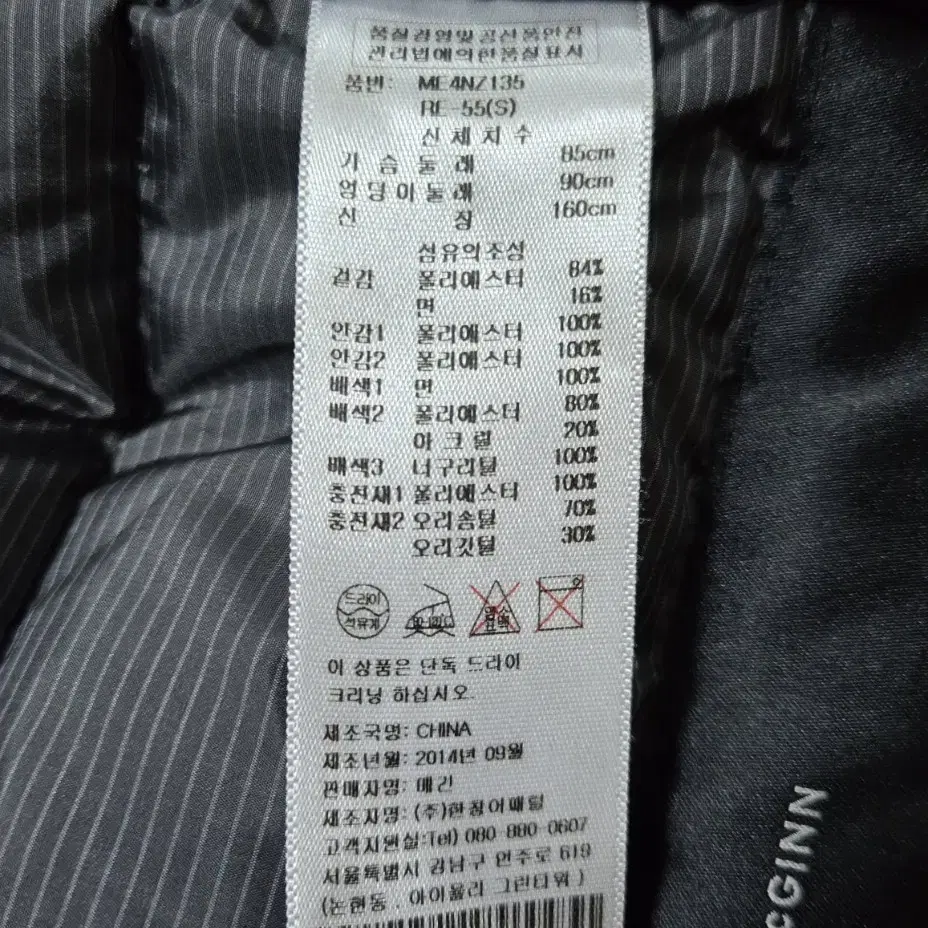 품질경영및공산품안전
관리법에의한품질표시
품번: ME4NZ135
RE-55(S)
신체치수
가슴둘레 85cm
엉덩이둘레 90cm
신장 160cm
섬유의조성
겉감 폴리에스터 84%
면 16%
안감1 폴리에스터 100%
안감2 폴리에스터 100%
배색1 면 100%
배색2 폴리에스터 80%
아크릴 20%
배색3 너구리털 100%
충전재1 폴리에스터 100%
충전재2 오리솜털 70%
오리깃털 30%
드라이
석유계
염소
표백
이 상품은 단독 드라이
크리닝 하십시오.
제조국명: CHINA
제조년월: 2014년 09월
판매자명: 매긴
제조자명: (주)한칭어패럴
고객지원실:Tel) 080-880-0607
서울특별시 강남구 언주로 619
(논현동 , 아이폴리 그린타워)
cGINN